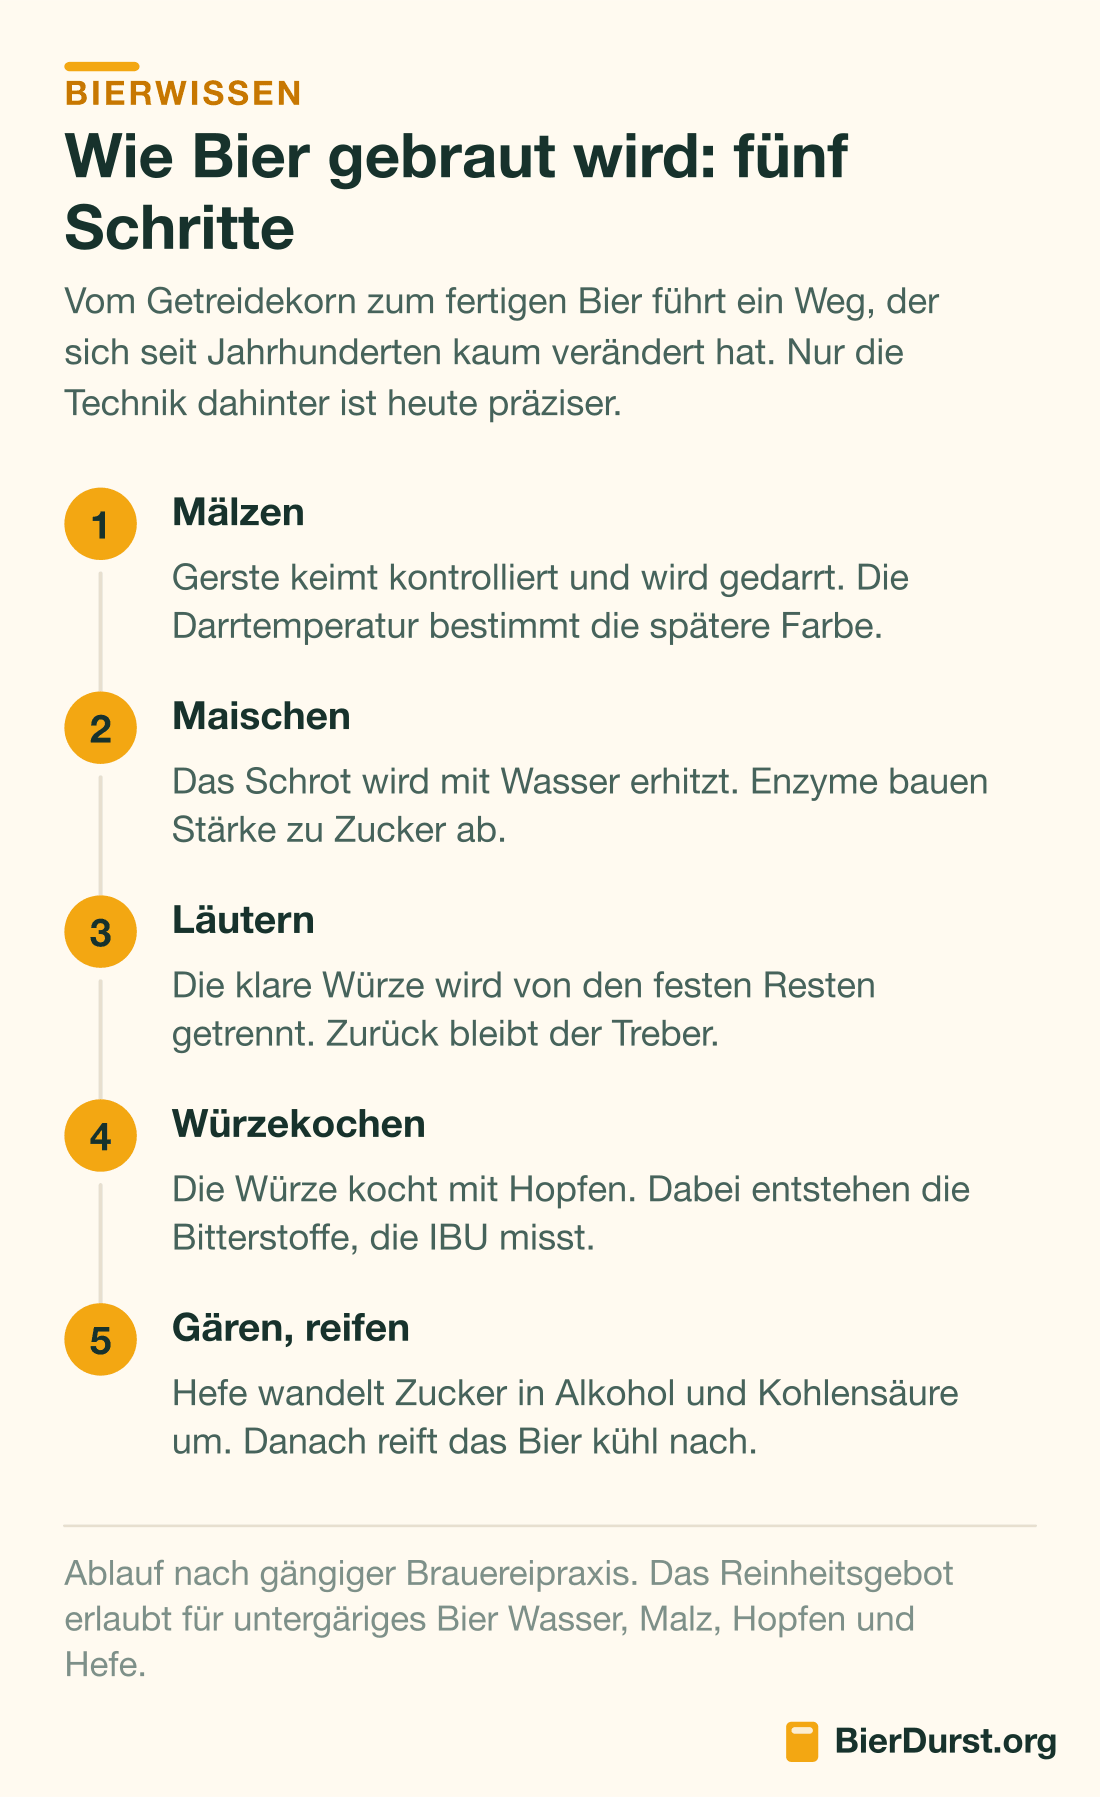 BIERWISSEN
Wie Bier gebraut wird: fünf
Schritte
Vom Getreidekorn zum fertigen Bier führt ein Weg, der
sich seit Jahrhunderten kaum verändert hat. Nur die
Technik dahinter ist heute präziser.
1
Mälzen
Gerste keimt kontrolliert und wird gedarrt. Die
Darrtemperatur bestimmt die spätere Farbe.
2
Maischen
Das Schrot wird mit Wasser erhitzt. Enzyme bauen
Stärke zu Zucker ab.
3
Läutern
Die klare Würze wird von den festen Resten
getrennt. Zurück bleibt der Treber.
4
Würzekochen
Die Würze kocht mit Hopfen. Dabei entstehen die
Bitterstoffe, die IBU misst.
5
Gären, reifen
Hefe wandelt Zucker in Alkohol und Kohlensäure
um. Danach reift das Bier kühl nach.
Ablauf nach gängiger Brauereipraxis. Das Reinheitsgebot
erlaubt für untergäriges Bier Wasser, Malz, Hopfen und
Hefe.
BierDurst.org